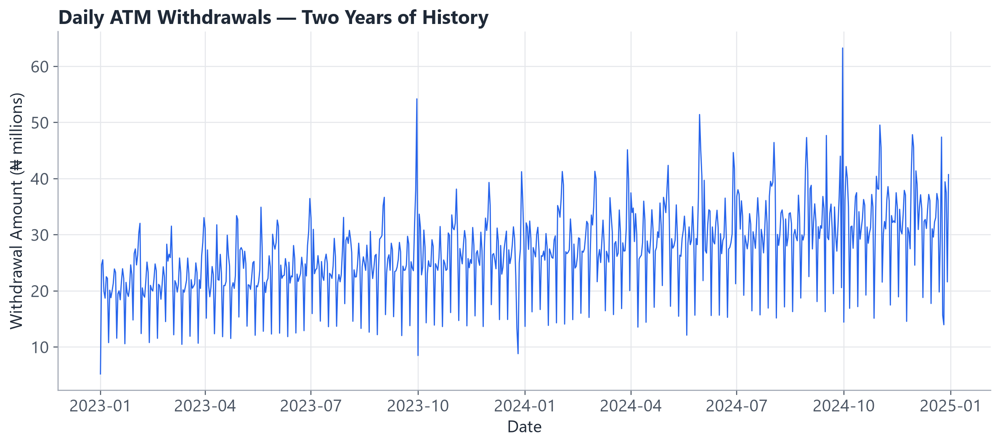 Daily ATM Withdrawals — Two Years of History
Withdrawal Amount (₦ millions)
60
50
40
30
20
10
2023-01 2023-04 2023-07 2023-10 2024-01 2024-04 2024-07 2024-10 2025-01
Date